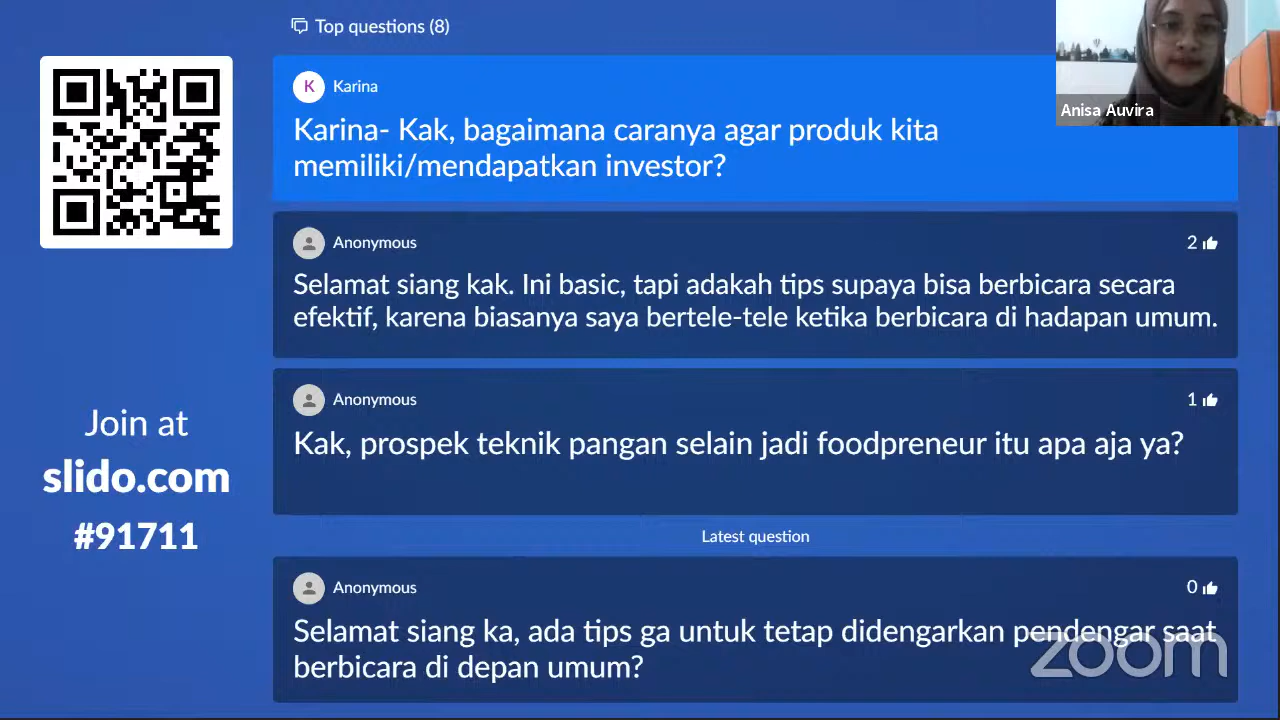 Top questions (8)
K
Karina
Karina- Kak, bagaimana caranya agar produk kita
memiliki/mendapatkan investor?
Anisa Auvira
Anonymous
2
Selamat siang kak. Ini basic, tapi adakah tips supaya bisa berbicara secara
efektif, karena biasanya saya bertele-tele ketika berbicara di hadapan umum.
Anonymous
1
Kak, prospek teknik pangan selain jadi foodpreneur itu apa aja ya?
Join at
slido.com
#91711
Latest question
Anonymous
0
Selamat siang ka, ada tips ga untuk tetap didengarkan pendengar saat
berbicara di depan umum?
zoom